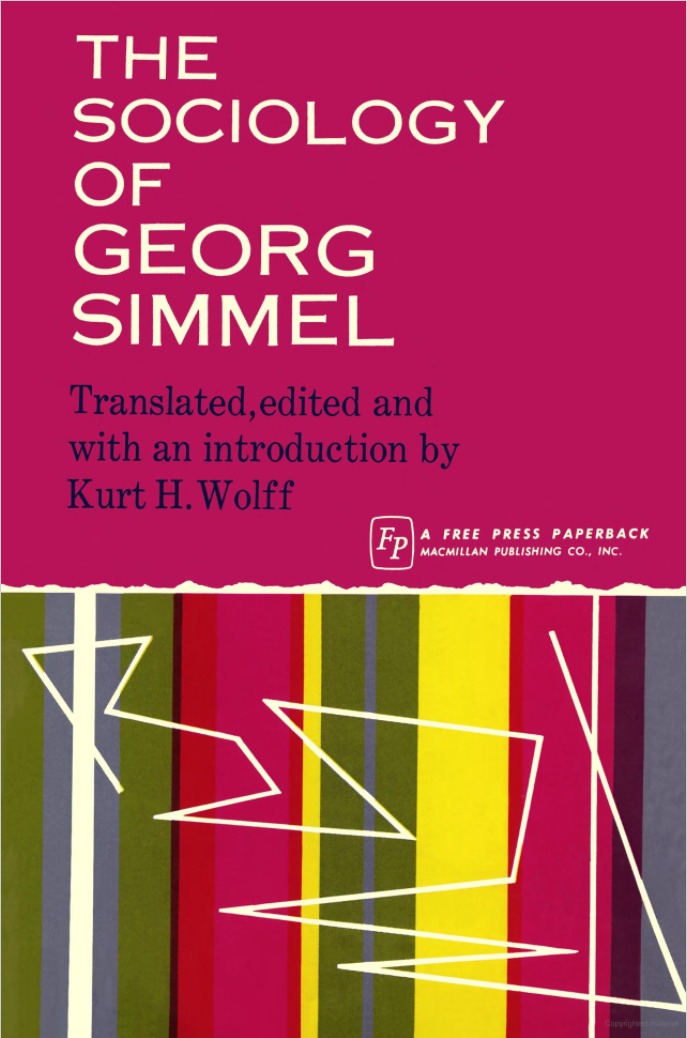 THE
SOCIOLOGY
OF
GEORG
SIMMEL
Translated, edited and
with an introduction by
Kurt H. Wolff
FP
A FREE PRESS PAPERBACK
MACMILLAN PUBLISHING CO., INC.